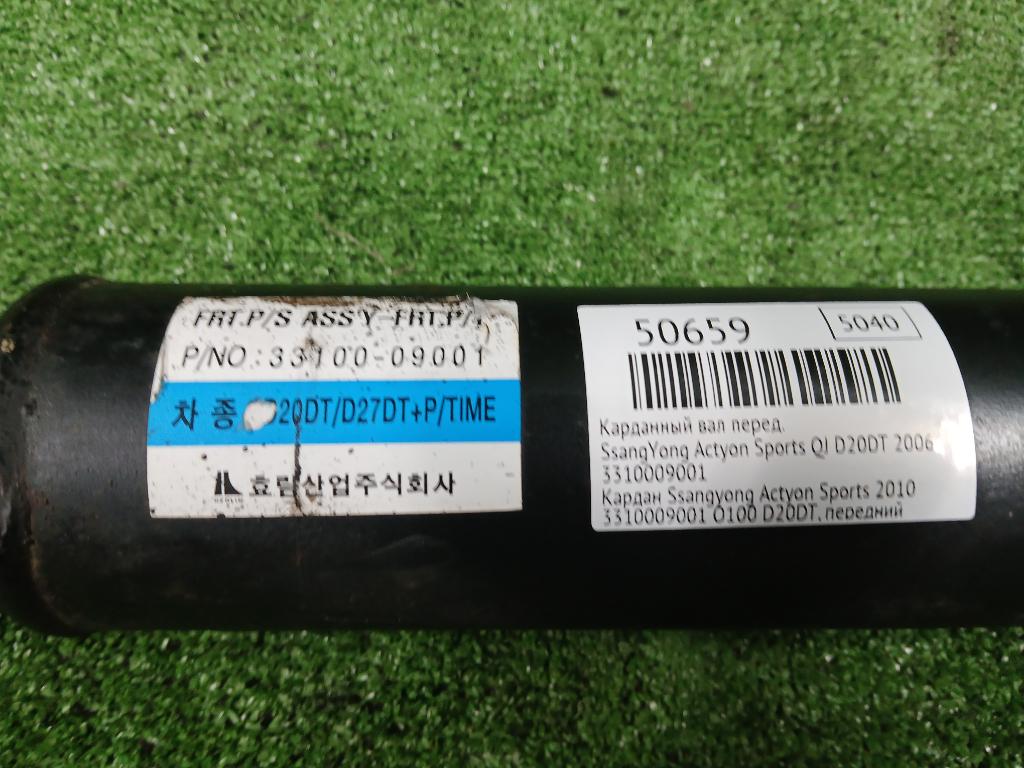 FRT.P/S ASS'Y-FRT.P/
P/NO.:33100-09001
차종 D20DT/D27DT+P/TIME
효림산업주식회사
50659
5040
Карданный вал перед.
SsangYong Actyon Sports QJ D20DT 2006
3310009001
Кардан Ssangyong Actyon Sports 2010
3310009001 Q100 D20DT, передний